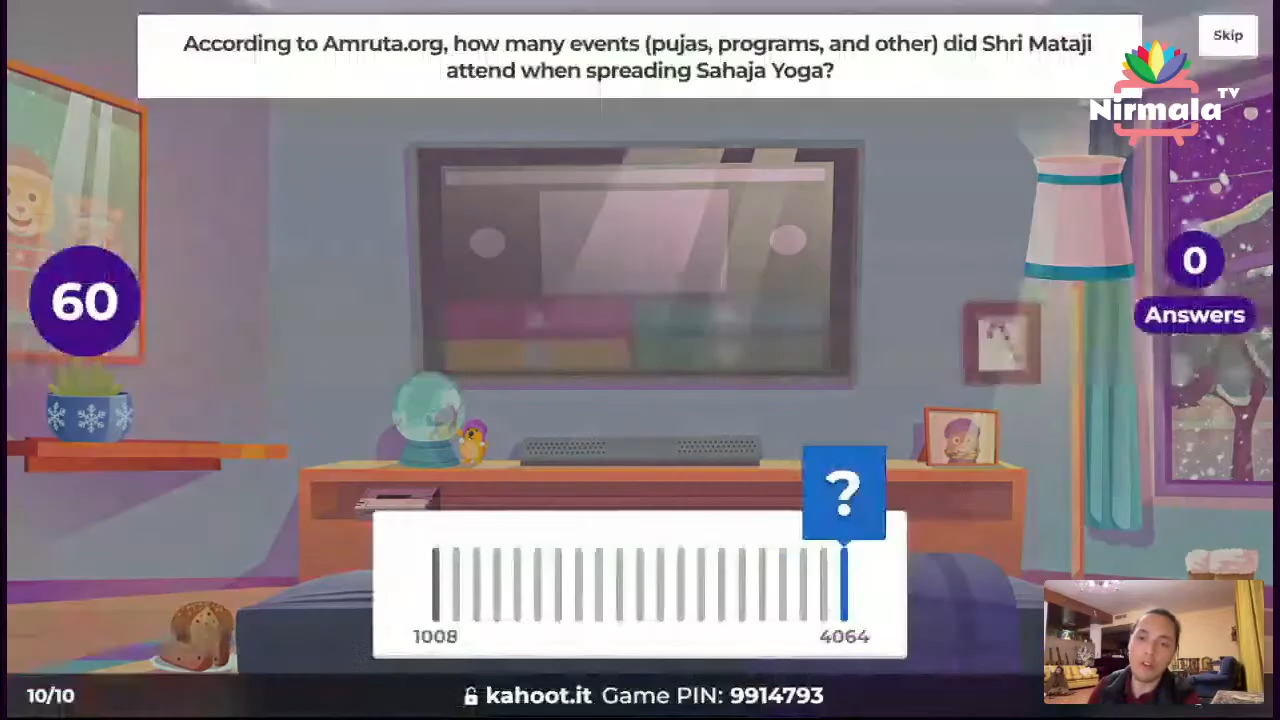 According to Amruta.org, how many events (pujas, programs, and other) did Shri Mataji
attend when spreading Sahaja Yoga?
Skip
Nirmala TV
60
0
Answers
?
1008
4064
10/10
kahoot.it Game PIN: 9914793